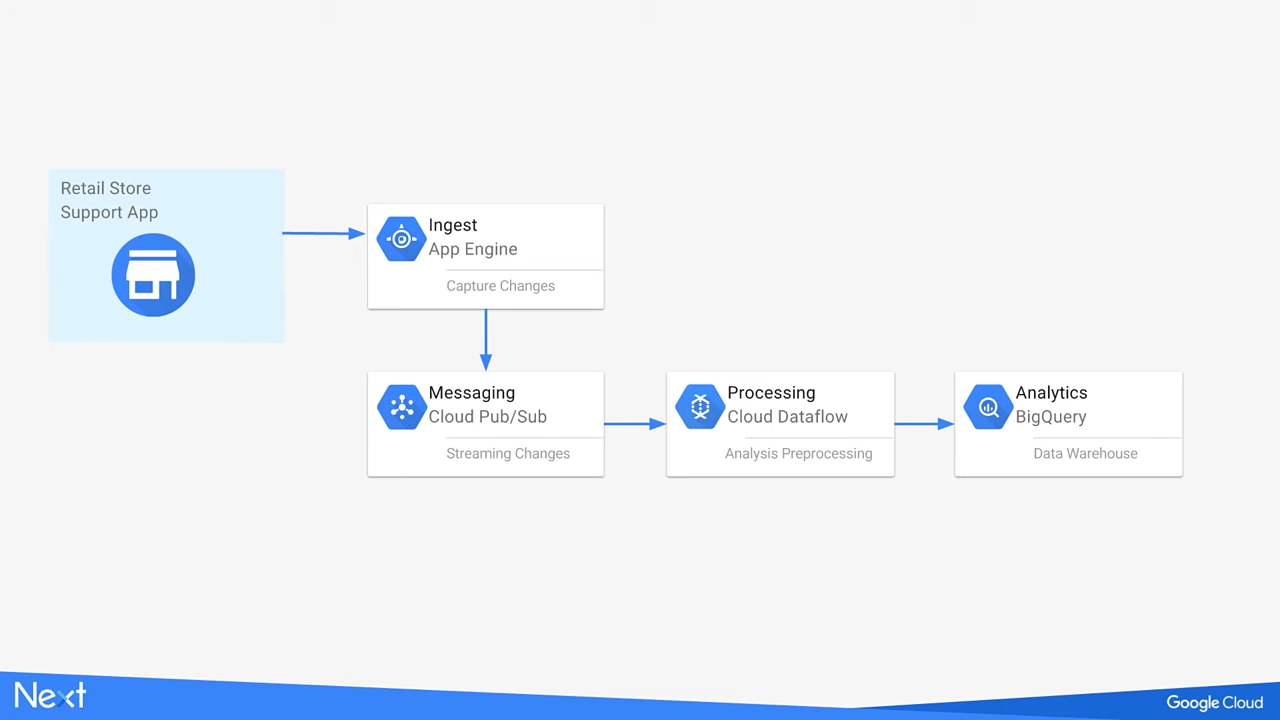 Retail Store
Support App
Ingest
App Engine
Capture Changes
Messaging
Cloud Pub/Sub
Streaming Changes
Processing
Cloud Dataflow
Analysis Preprocessing
Analytics
BigQuery
Data Warehouse
Next
Google Cloud